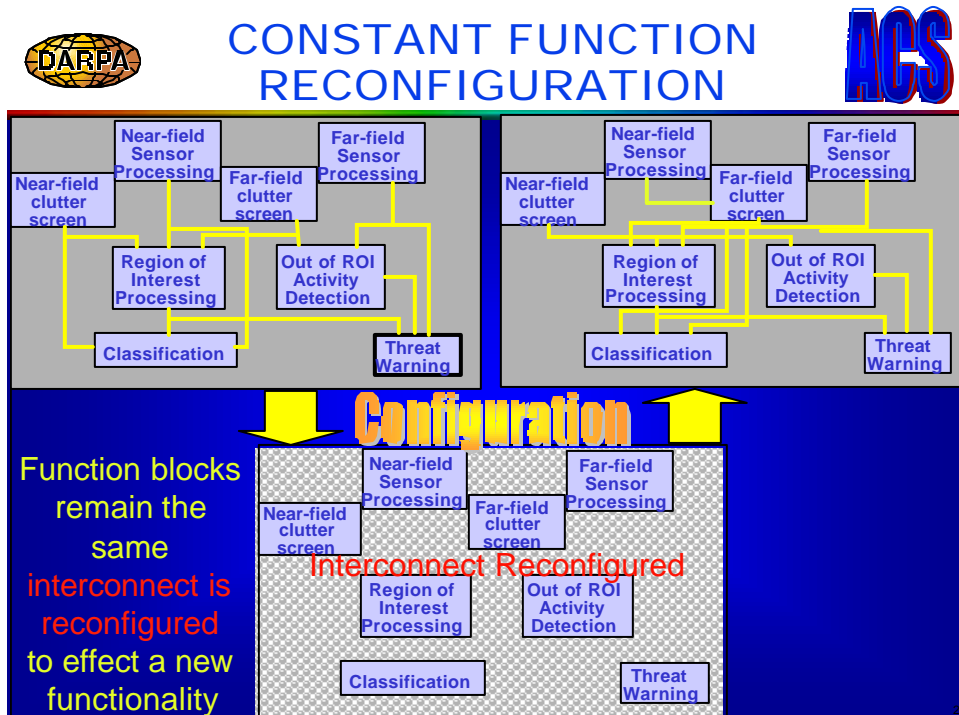 DARPA
CONSTANT FUNCTION
RECONFIGURATION
ACS
Near-field
Sensor
Processing
Far-field
Sensor
Processing
Near-field
clutter
screen
Far-field
clutter
screen
Region of
Interest
Processing
Out of ROI
Activity
Detection
Classification
Threat
Warning
Near-field
Sensor
Processing
Far-field
Sensor
Processing
Near-field
clutter
screen
Far-field
clutter
screen
Region of
Interest
Processing
Out of ROI
Activity
Detection
Classification
Threat
Warning
Configuration
Function blocks
remain the
same
interconnect is
reconfigured
to effect a new
functionality
Near-field
Sensor
Processing
Far-field
Sensor
Processing
Near-field
clutter
screen
Far-field
clutter
screen
Interconnect Reconfigured
Region of
Interest
Processing
Out of ROI
Activity
Detection
Classification
Threat
Warning